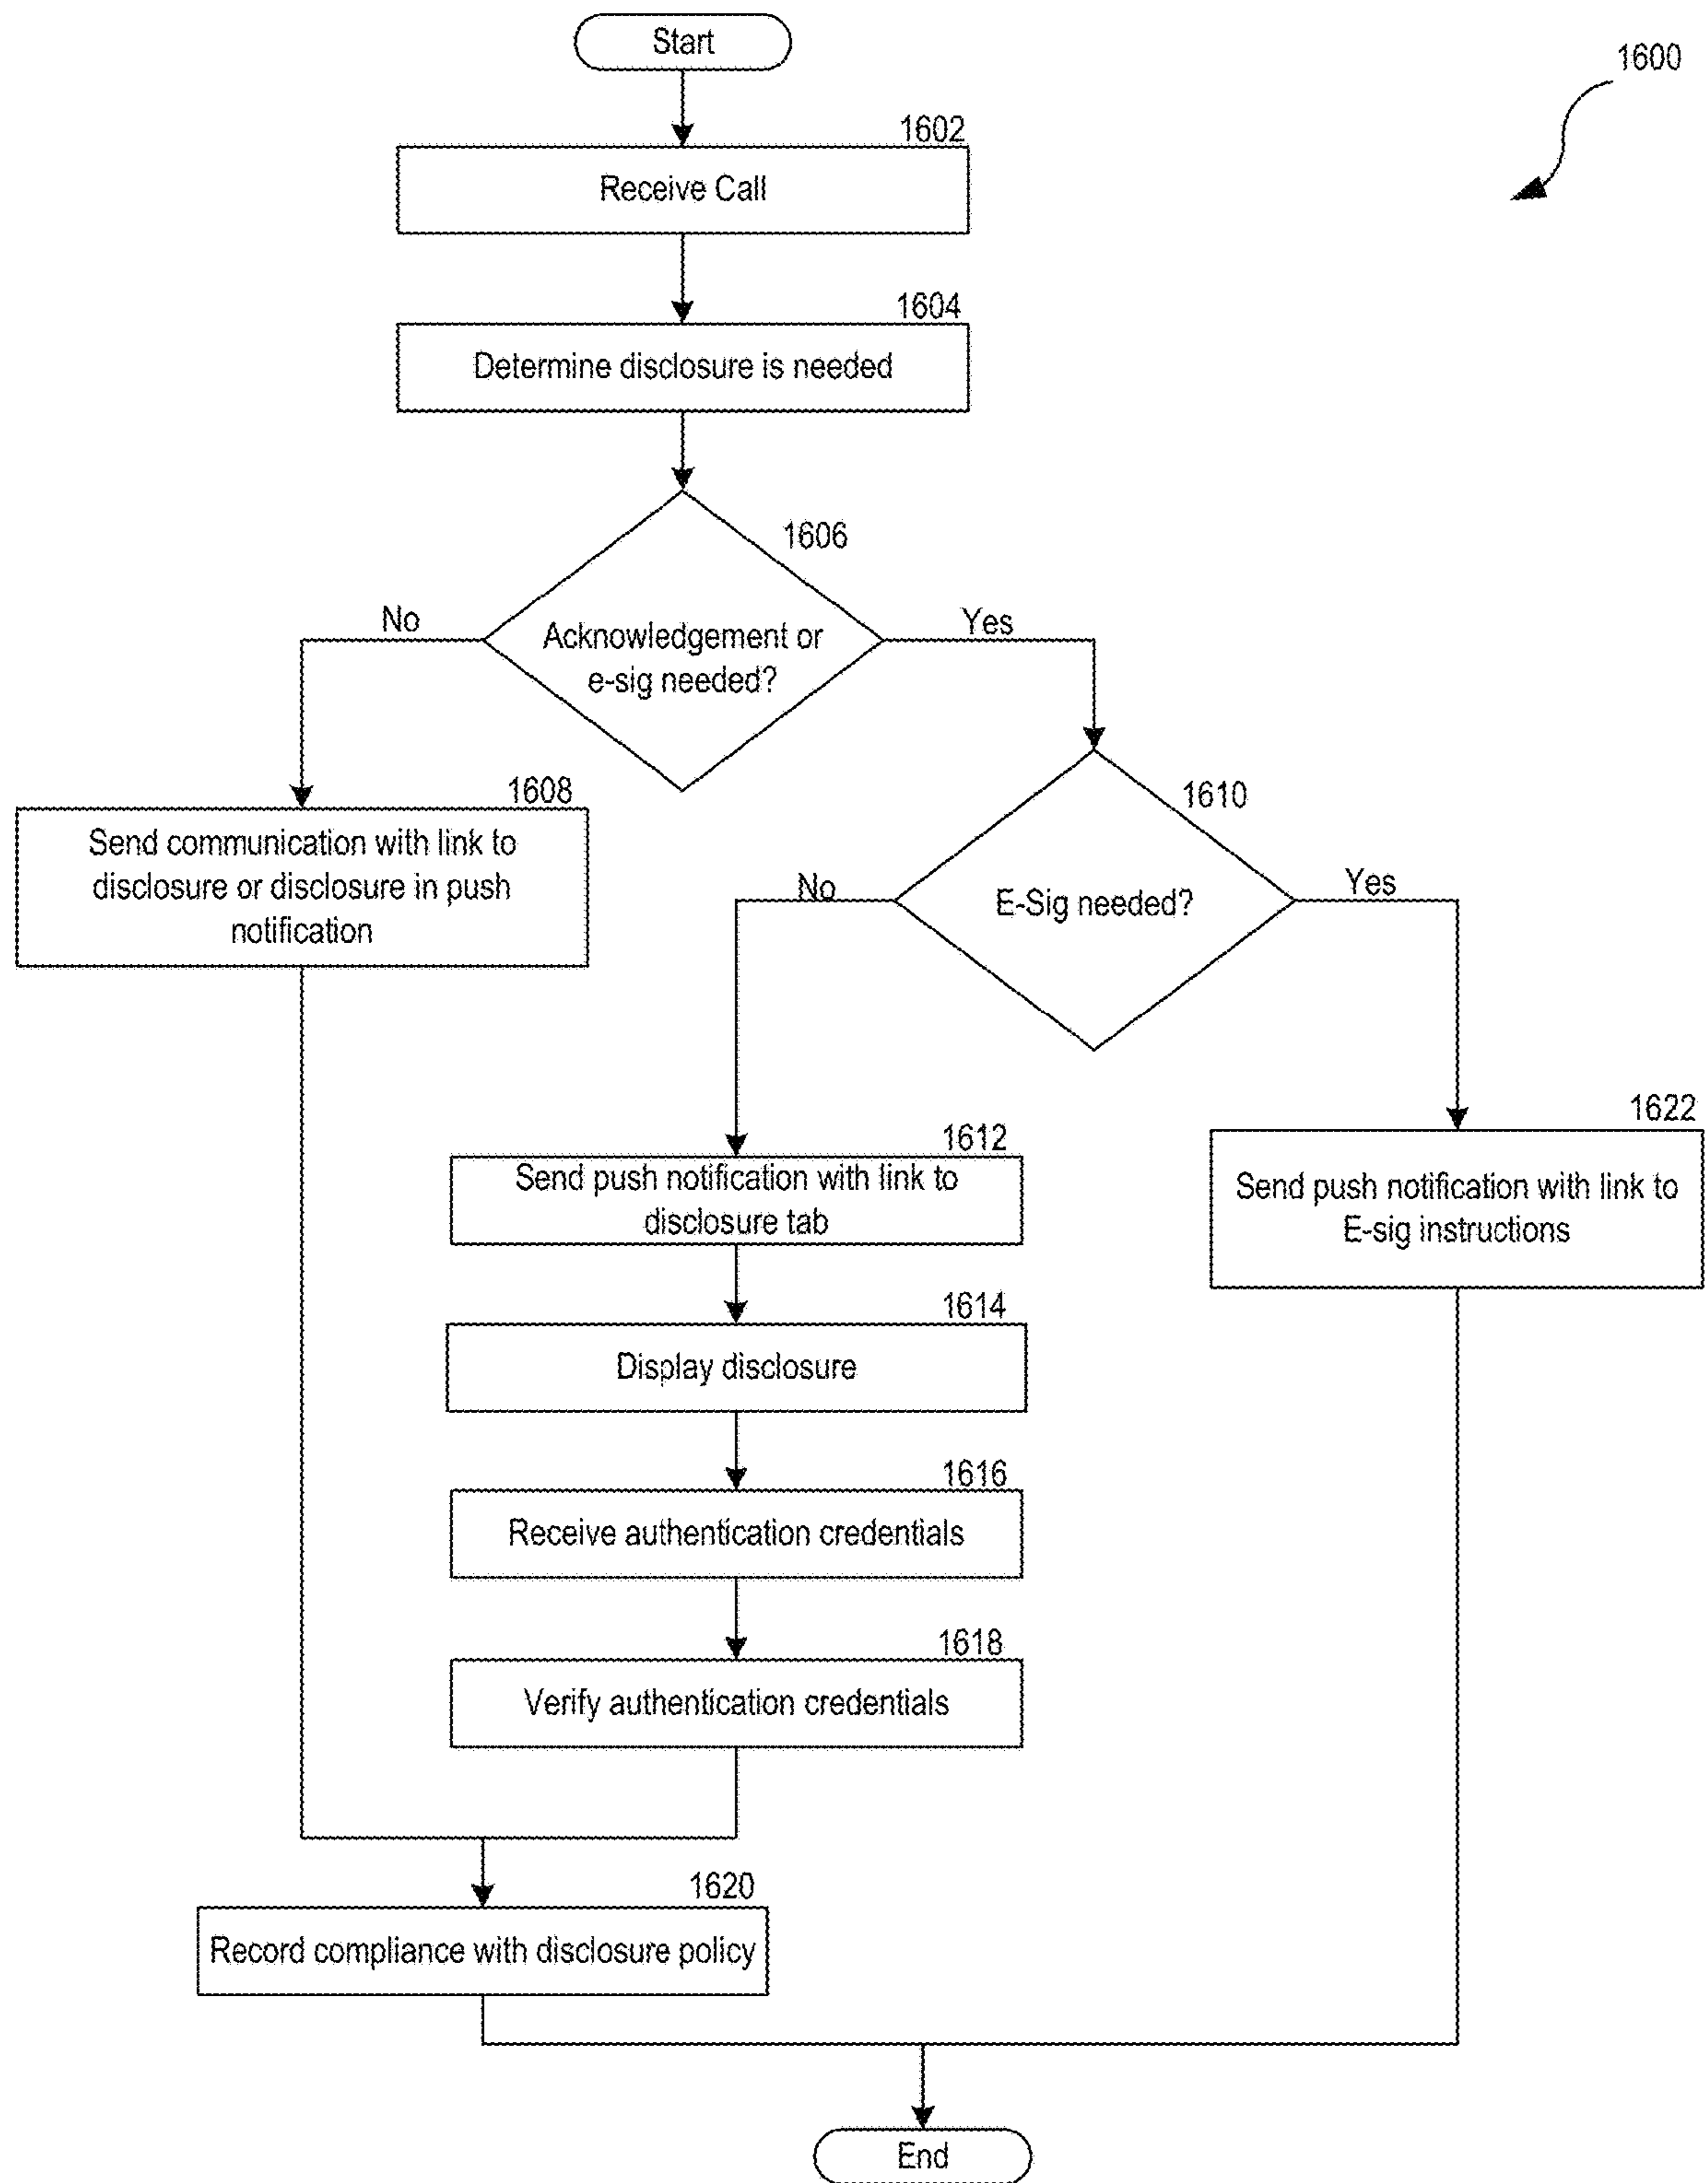 Start
1600
1602
Receive Call
1604
Determine disclosure is needed
1606
No
Yes
Acknowledgement or
e-sig needed?
1608
Send communication with link to
disclosure or disclosure in push
notification
1610
No
Yes
E-Sig needed?
1612
Send push notification with link to
disclosure tab
1622
Send push notification with link to
E-sig instructions
1614
Display disclosure
1616
Receive authentication credentials
1618
Verify authentication credentials
1620
Record compliance with disclosure policy
End